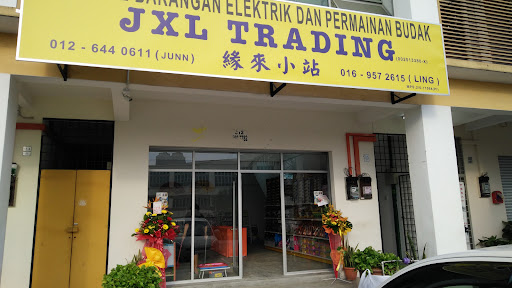 BARANGAN ELEKTRIK DAN PERMAINAN BUDAK
JXL TRADING
012 - 644 0611 (JUNN)
緣來小站
016 - 957 2615 ( LING )